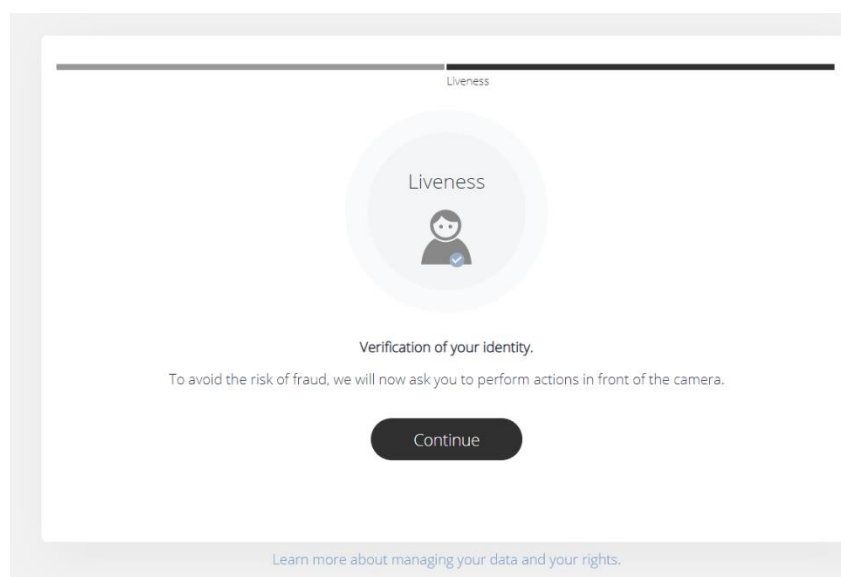 Liveness
Liveness
Verification of your identity.
To avoid the risk of fraud, we will now ask you to perform actions in front of the camera.
Continue
Learn more about managing your data and your rights.